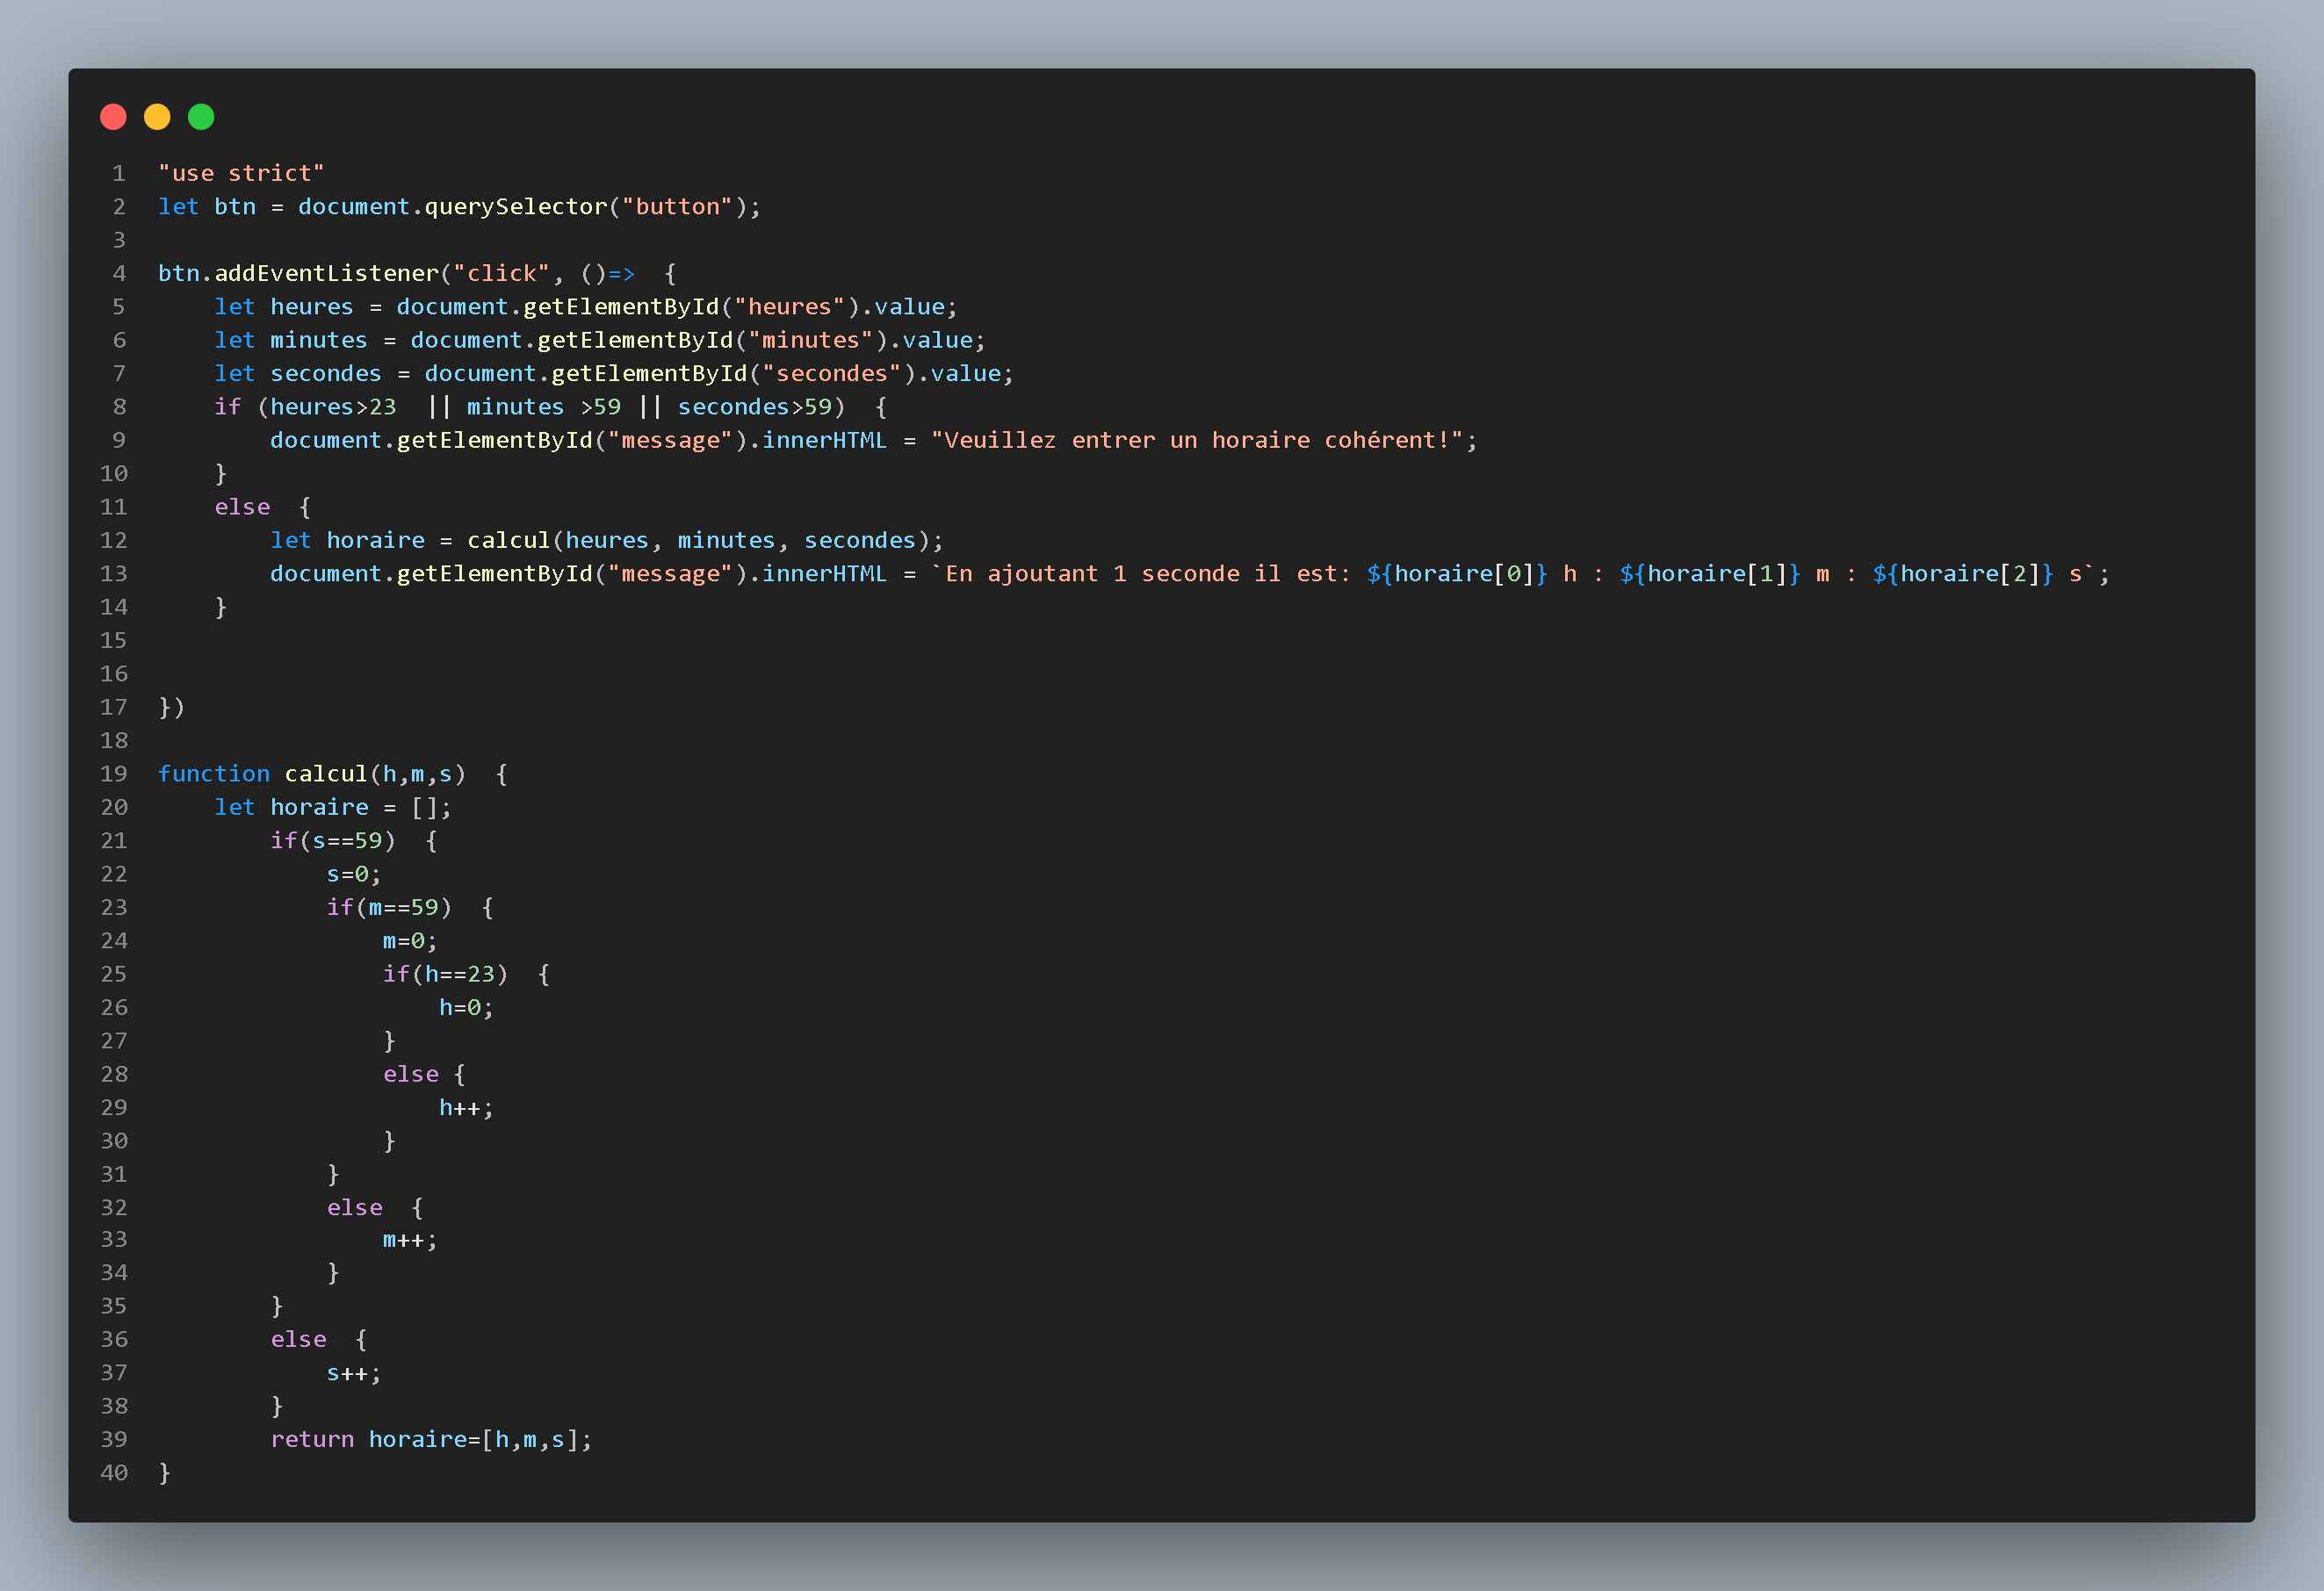 1 "use strict"
2 let btn = document.querySelector("button");
3
4 btn.addEventListener("click", ()=>  {
5     let heures = document.getElementById("heures").value;
6     let minutes = document.getElementById("minutes").value;
7     let secondes = document.getElementById("secondes").value;
8     if (heures>23  || minutes >59 || secondes>59)  {
9         document.getElementById("message").innerHTML = "Veuillez entrer un horaire cohérent!";
10     }
11     else  {
12         let horaire = calcul(heures, minutes, secondes);
13         document.getElementById("message").innerHTML = `En ajoutant 1 seconde il est: ${horaire[0]} h : ${horaire[1]} m : ${horaire[2]} s`;
14     }
15
16
17 })
18
19 function calcul(h,m,s)  {
20     let horaire = [];
21         if(s==59)  {
22             s=0;
23             if(m==59)  {
24                 m=0;
25                 if(h==23)  {
26                     h=0;
27                 }
28                 else {
29                     h++;
30                 }
31             }
32             else  {
33                 m++;
34             }
35         }
36         else  {
37             s++;
38         }
39         return horaire=[h,m,s];
40 }